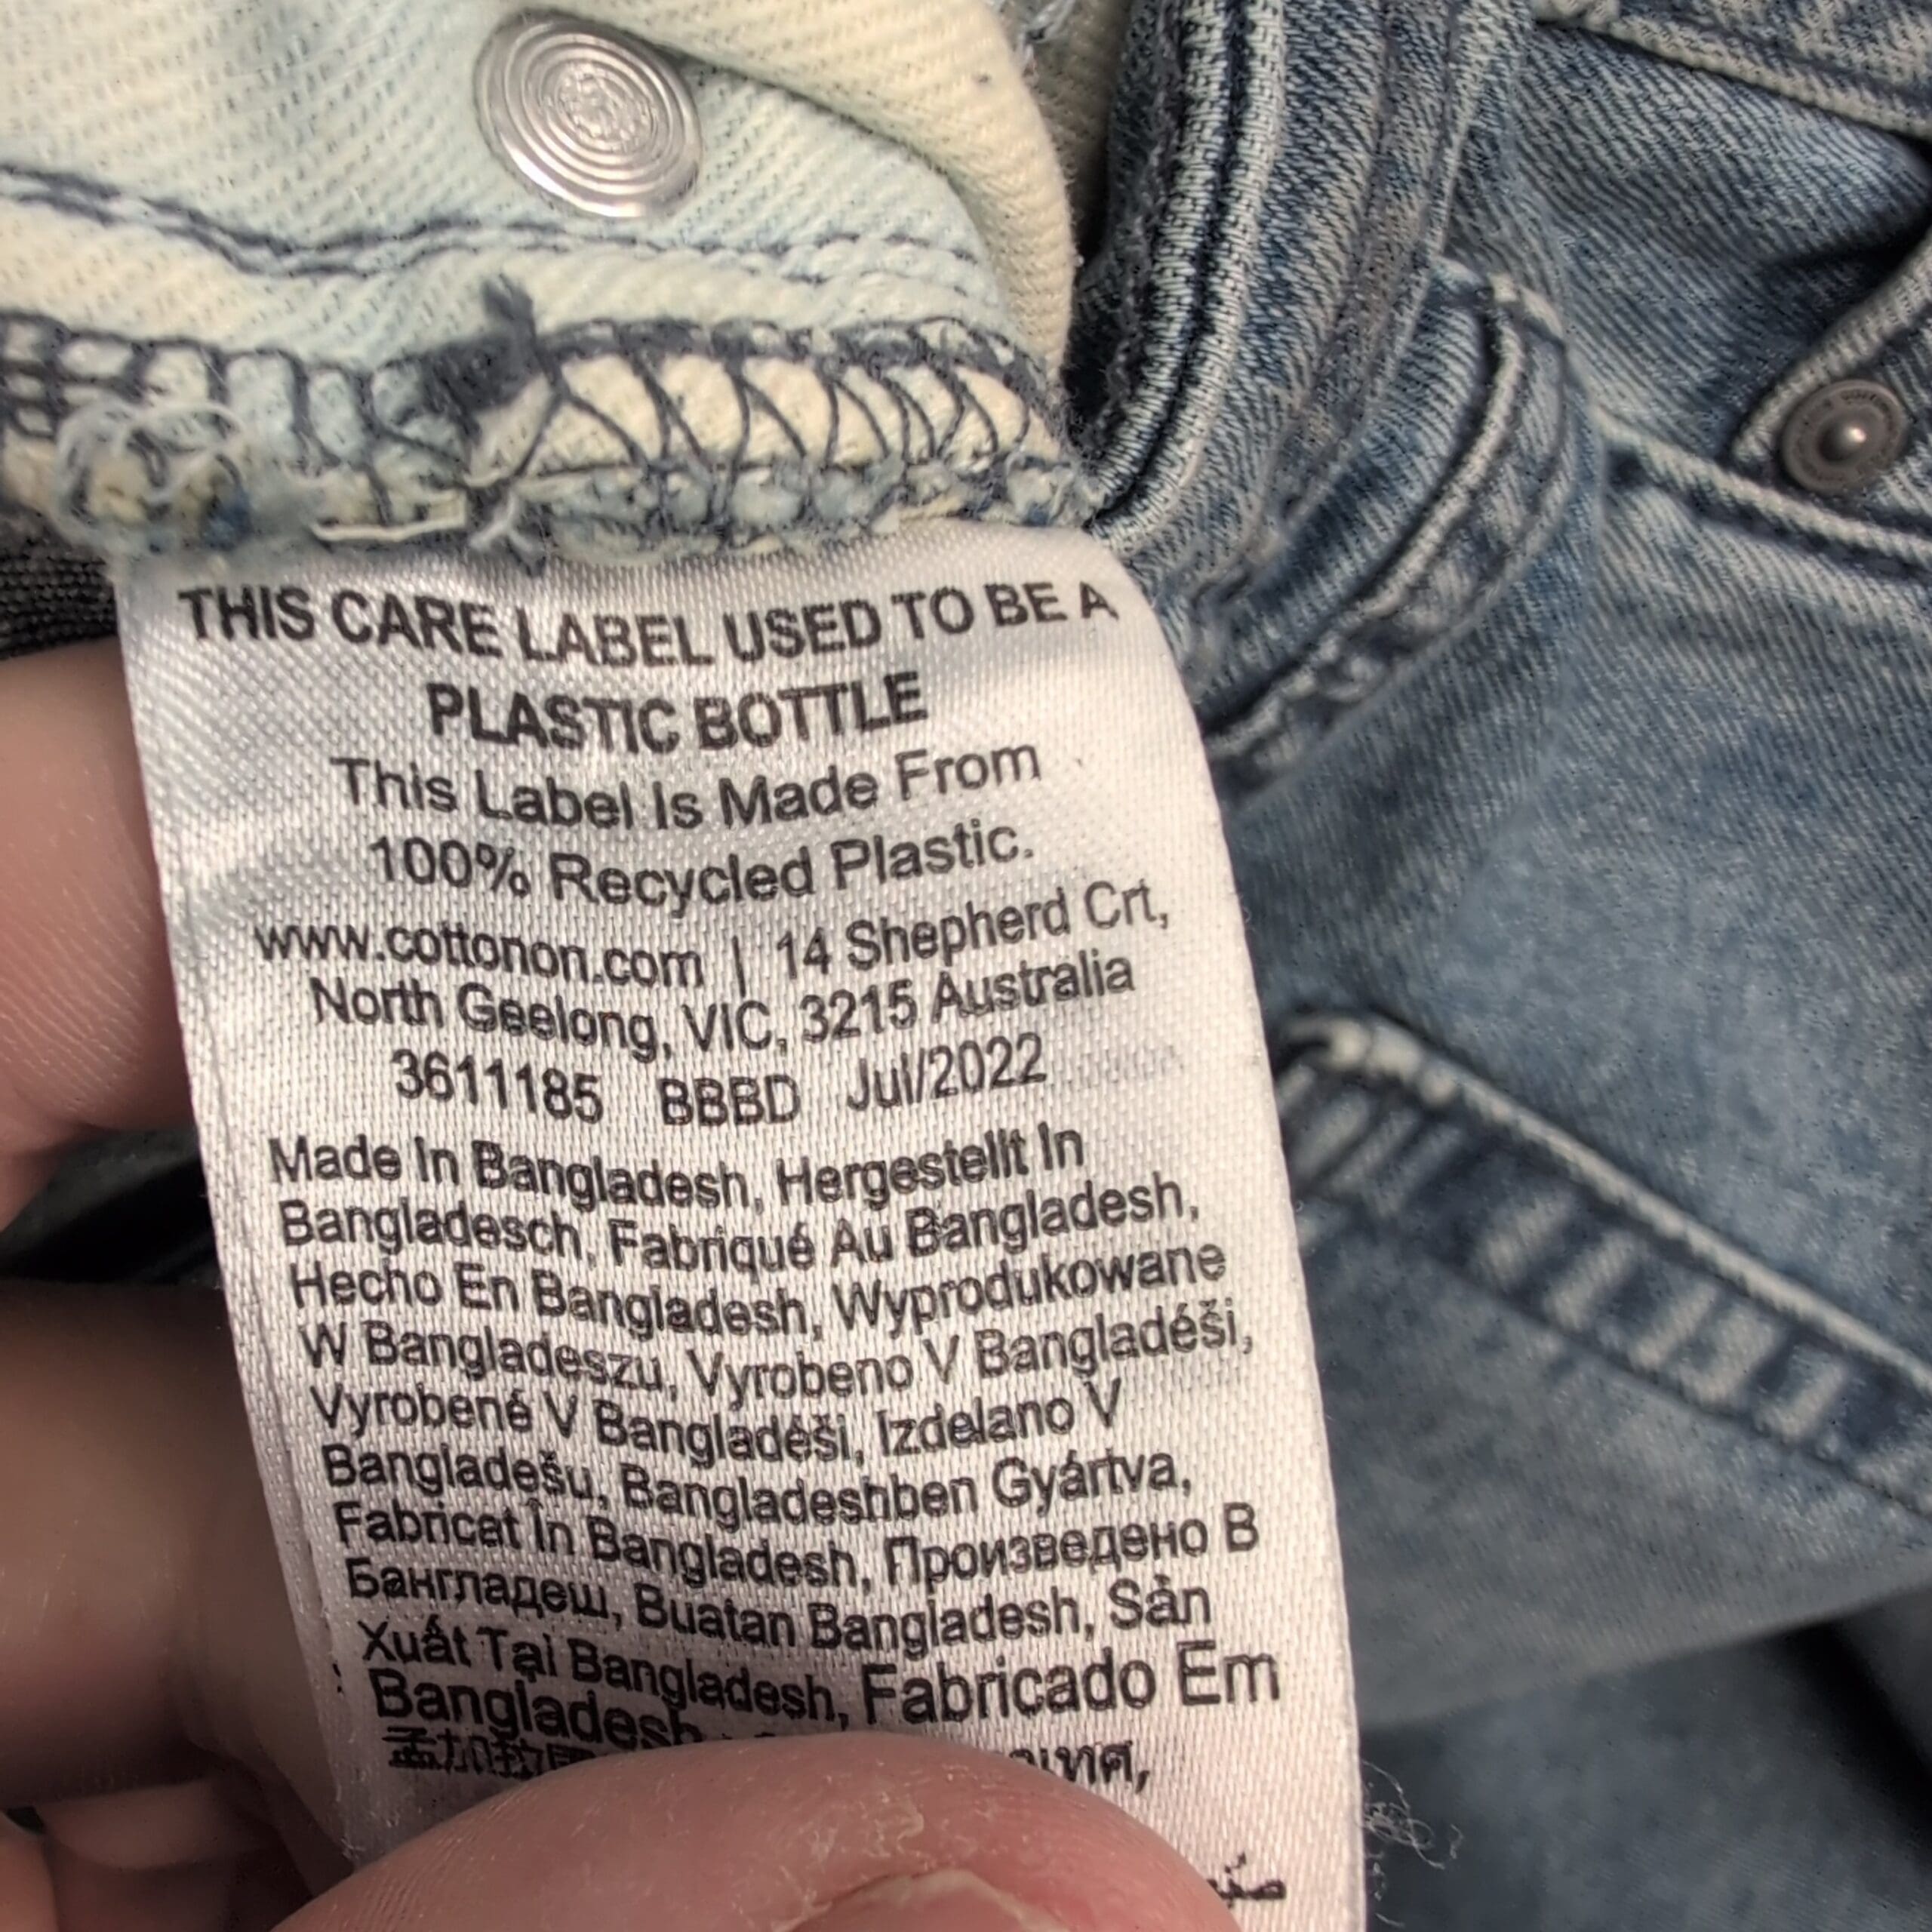 THIS CARE LABEL USED TO BE A
PLASTIC BOTTLE
This Label Is Made From
100% Recycled Plastic.
www.cottonon.com | 14 Shepherd Crt,
North Geelong, VIC, 3215 Australia
3611185 BBBD Jul/2022
Made In Bangladesh, Hergestellt In
Bangladesch, Fabriqué Au Bangladesh,
Hecho En Bangladesh, Wyprodukowane
W Bangladeszu, Vyrobeno V Bangladéši,
Vyrobené V Bangladéši, Izdelano V
Bangladešu, Bangladeshben Gyártva,
Fabricat În Bangladesh, Произведено В
Бангладеш, Buatan Bangladesh, Sản
Xuất Tại Bangladesh, Fabricado Em
Bangladesh
孟加拉